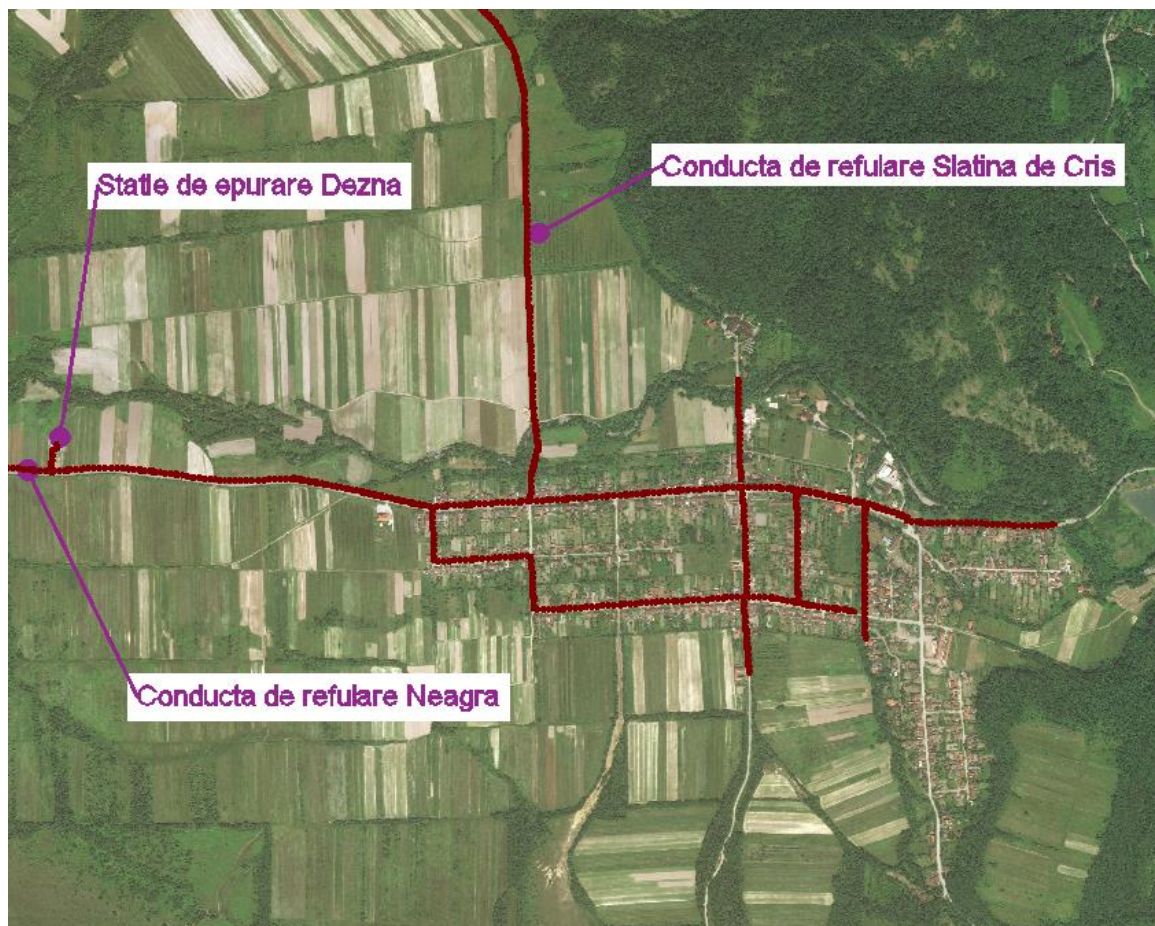 Conducta de refulare Slatina de Cris
Statie de epurare Dezna
Conducta de refulare Neagra